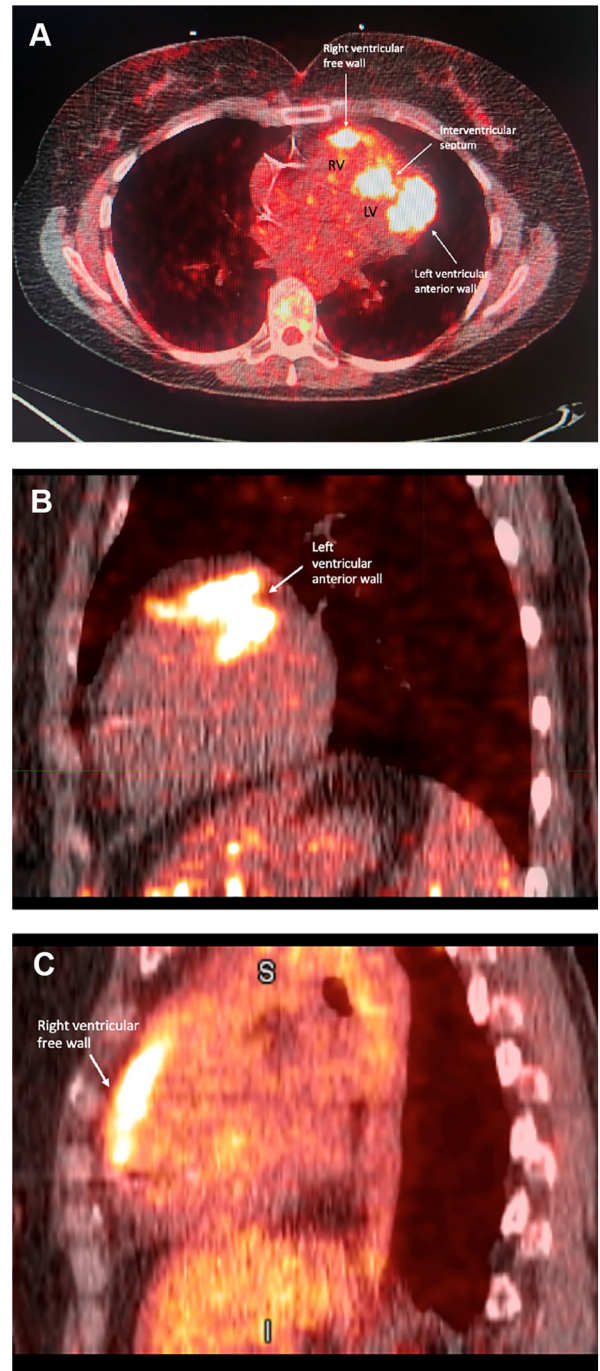 A
Right ventricular
free wall
Interventricular
septum
RV
LV
Left ventricular
anterior wall
B
Left
ventricular
anterior wall
C
S
Right ventricular
free wall
I